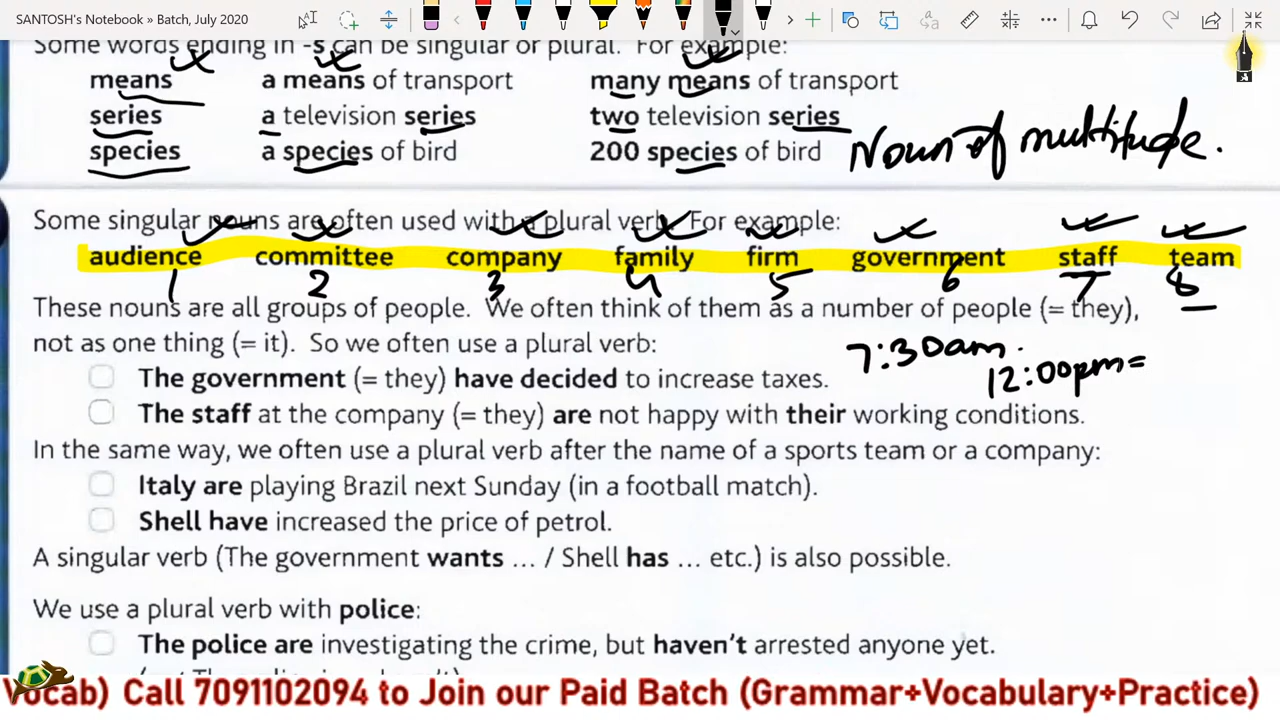 SANTOSH's Notebook » Batch, July 2020
Some words ending in -s can be singular or plural. For example:
means a means of transport many means of transport
series a television series two television series
species a species of bird 200 species of bird
Noun of multitude.
Some singular nouns are often used with a plural verb. For example:
audience committee company family firm government staff team
1 2 3 4 5 6 7 8
These nouns are all groups of people. We often think of them as a number of people (= they),
not as one thing (= it). So we often use a plural verb:
7:30am.
12:00pm=
The government (= they) have decided to increase taxes.
The staff at the company (= they) are not happy with their working conditions.
In the same way, we often use a plural verb after the name of a sports team or a company:
Italy are playing Brazil next Sunday (in a football match).
Shell have increased the price of petrol.
A singular verb (The government wants ... / Shell has ... etc.) is also possible.
We use a plural verb with police:
The police are investigating the crime, but haven't arrested anyone yet.
Vocab) Call 7091102094 to Join our Paid Batch (Grammar+Vocabulary+Practice)